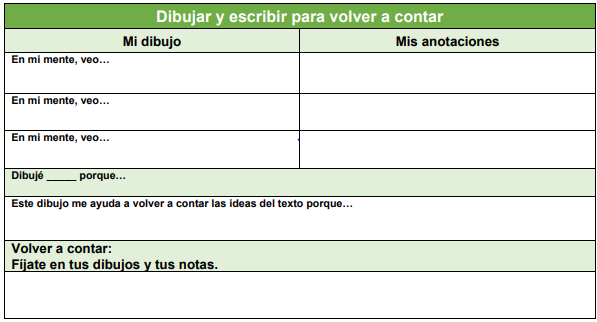 Dibujar y escribir para volver a contar
Mi dibujo Mis anotaciones
En mi mente, veo…
En mi mente, veo…
En mi mente, veo…
Dibujé _____ porque…
Este dibujo me ayuda a volver a contar las ideas del texto porque…
Volver a contar:
Fíjate en tus dibujos y tus notas.